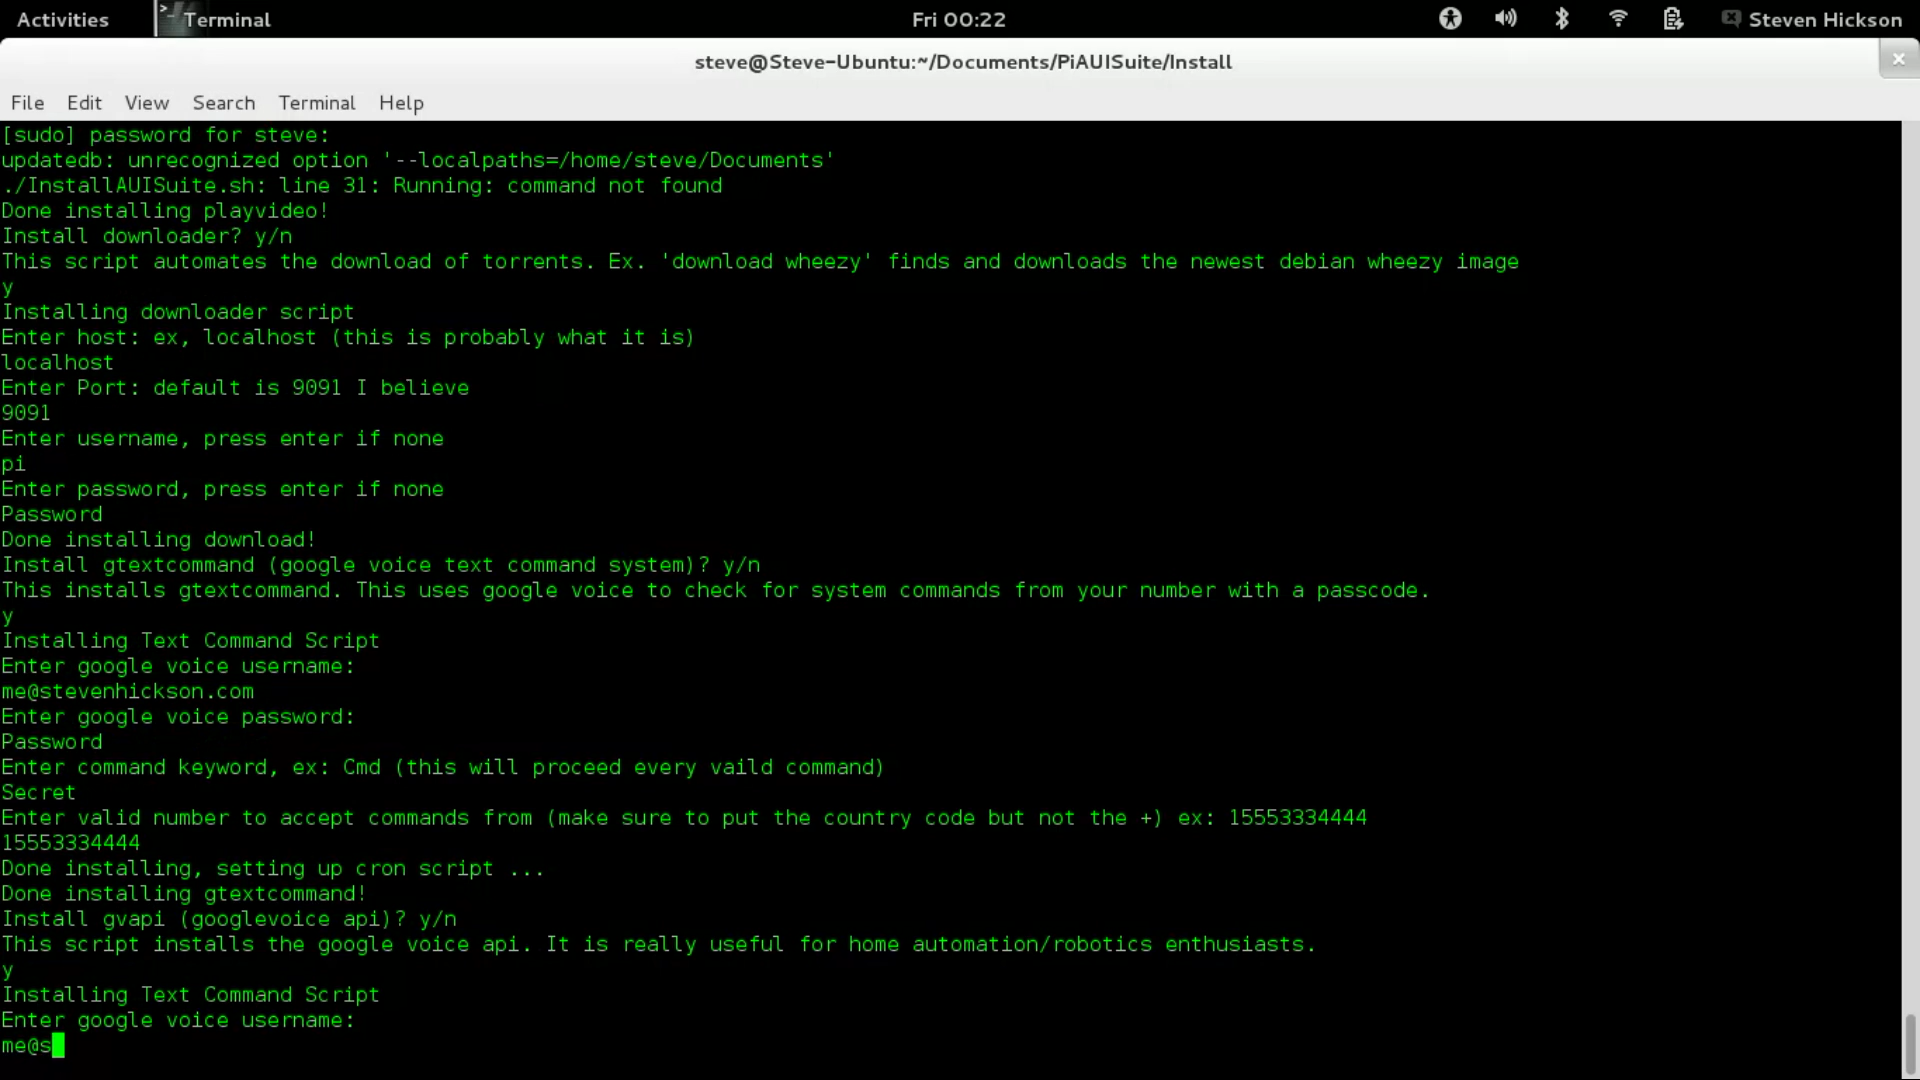 Activities Terminal Fri 00:22 Steven Hickson
steve@Steve-Ubuntu:~/Documents/PiAUISuite/Install
File Edit View Search Terminal Help
[sudo] password for steve:
updatedb: unrecognized option '--localpaths=/home/steve/Documents'
./InstallAUISuite.sh: line 31: Running: command not found
Done installing playvideo!
Install downloader? y/n
This script automates the download of torrents. Ex. 'download wheezy' finds and downloads the newest debian wheezy image
y
Installing downloader script
Enter host: ex, localhost (this is probably what it is)
localhost
Enter Port: default is 9091 I believe
9091
Enter username, press enter if none
pi
Enter password, press enter if none
Password
Done installing download!
Install gtextcommand (google voice text command system)? y/n
This installs gtextcommand. This uses google voice to check for system commands from your number with a passcode.
y
Installing Text Command Script
Enter google voice username:
me@stevenhickson.com
Enter google voice password:
Password
Enter command keyword, ex: Cmd (this will proceed every vaild command)
Secret
Enter valid number to accept commands from (make sure to put the country code but not the +) ex: 15553334444
15553334444
Done installing, setting up cron script ...
Done installing gtextcommand!
Install gvapi (googlevoice api)? y/n
This script installs the google voice api. It is really useful for home automation/robotics enthusiasts.
y
Installing Text Command Script
Enter google voice username:
me@s